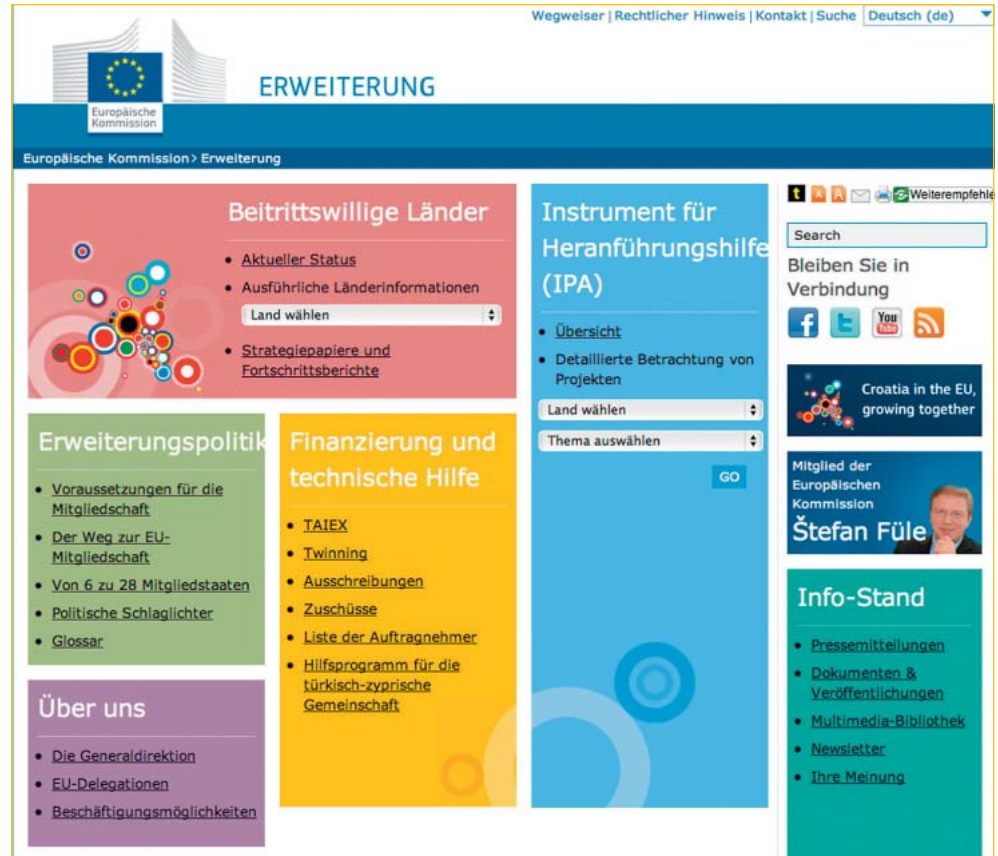 Wegweiser | Rechtlicher Hinweis | Kontakt | Suche Deutsch (de)
Europäische
Kommission
ERWEITERUNG
Europäische Kommission > Erweiterung
Beitrittswillige Länder
• Aktueller Status
• Ausführliche Länderinformationen
Land wählen
• Strategiepapiere und
Fortschrittsberichte
Erweiterungspolitik
• Voraussetzungen für die
Mitgliedschaft
• Der Weg zur EU-
Mitgliedschaft
• Von 6 zu 28 Mitgliedstaaten
• Politische Schlaglichter
• Glossar
Über uns
• Die Generaldirektion
• EU-Delegationen
• Beschäftigungsmöglichkeiten
Finanzierung und
technische Hilfe
• TAIEX
• Twinning
• Ausschreibungen
• Zuschüsse
• Liste der Auftragnehmer
• Hilfsprogramm für die
türkisch-zyprische
Gemeinschaft
Instrument für
Heranführungshilfe
(IPA)
• Übersicht
• Detaillierte Betrachtung von
Projekten
Land wählen
Thema auswählen
GO
t A A Weiterempfehle
Search
Bleiben Sie in
Verbindung
f t You Tube
Croatia in the EU,
growing together
Mitglied der
Europäischen
Kommission
Štefan Füle
Info-Stand
• Pressemitteilungen
• Dokumenten &
Veröffentlichungen
• Multimedia-Bibliothek
• Newsletter
• Ihre Meinung